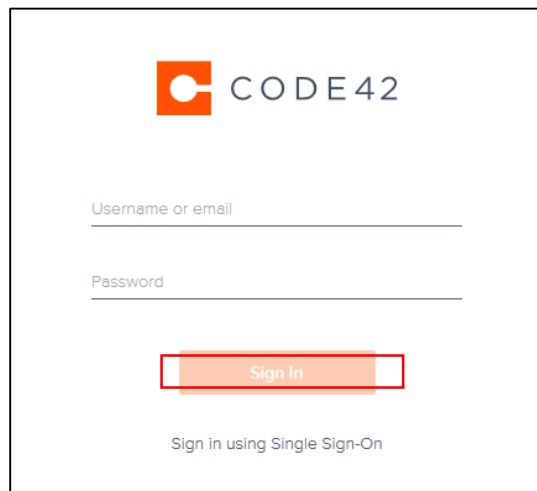 CODE42
Username or email
Password
Sign In
Sign in using Single Sign-On